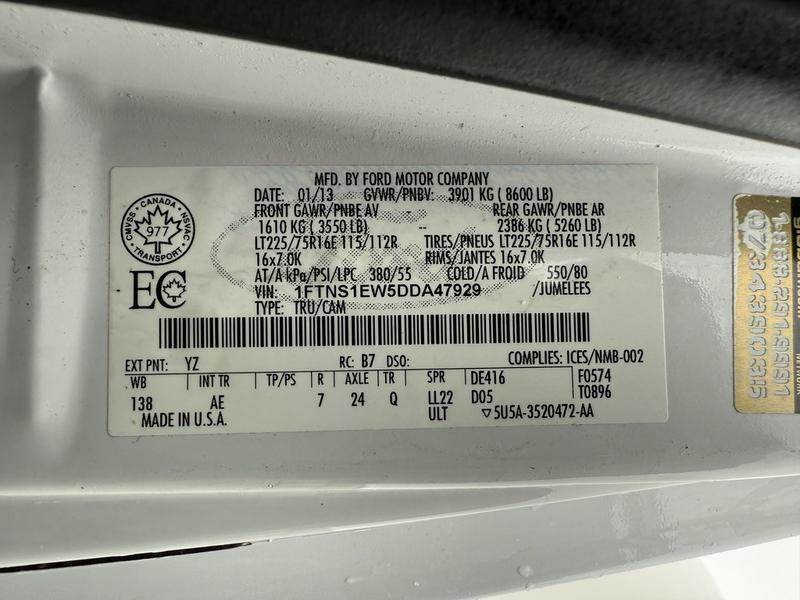 MFD. BY FORD MOTOR COMPANY
DATE: 01/13 GVWR/PNBV: 3901 KG ( 8600 LB)
FRONT GAWR/PNBE AV REAR GAWR/PNBE AR
1610 KG ( 3550 LB) -- 2386 KG ( 5260 LB)
LT225/75R16E 115/112R TIRES/PNEUS LT225/75R16E 115/112R
16x7.0K RIMS/JANTES 16x7.0K
AT/A kPa/PSI/LPC 380/55 COLD/A FROID 550/80
VIN: 1FTNS1EW5DDA47929 /JUMELEES
TYPE: TRU/CAM
CMVSS · CANADA · NSVAC
977
TRANSPORT
EC
EXT PNT: YZ RC: B7 DSO: COMPLIES: ICES/NMB-002
WB INT TR TP/PS R AXLE TR SPR DE416 F0574
138 AE 7 24 Q LL22 D05 T0896
MADE IN U.S.A. ULT ▽5U5A-3520472-AA
1-888-291-9991
0734390335